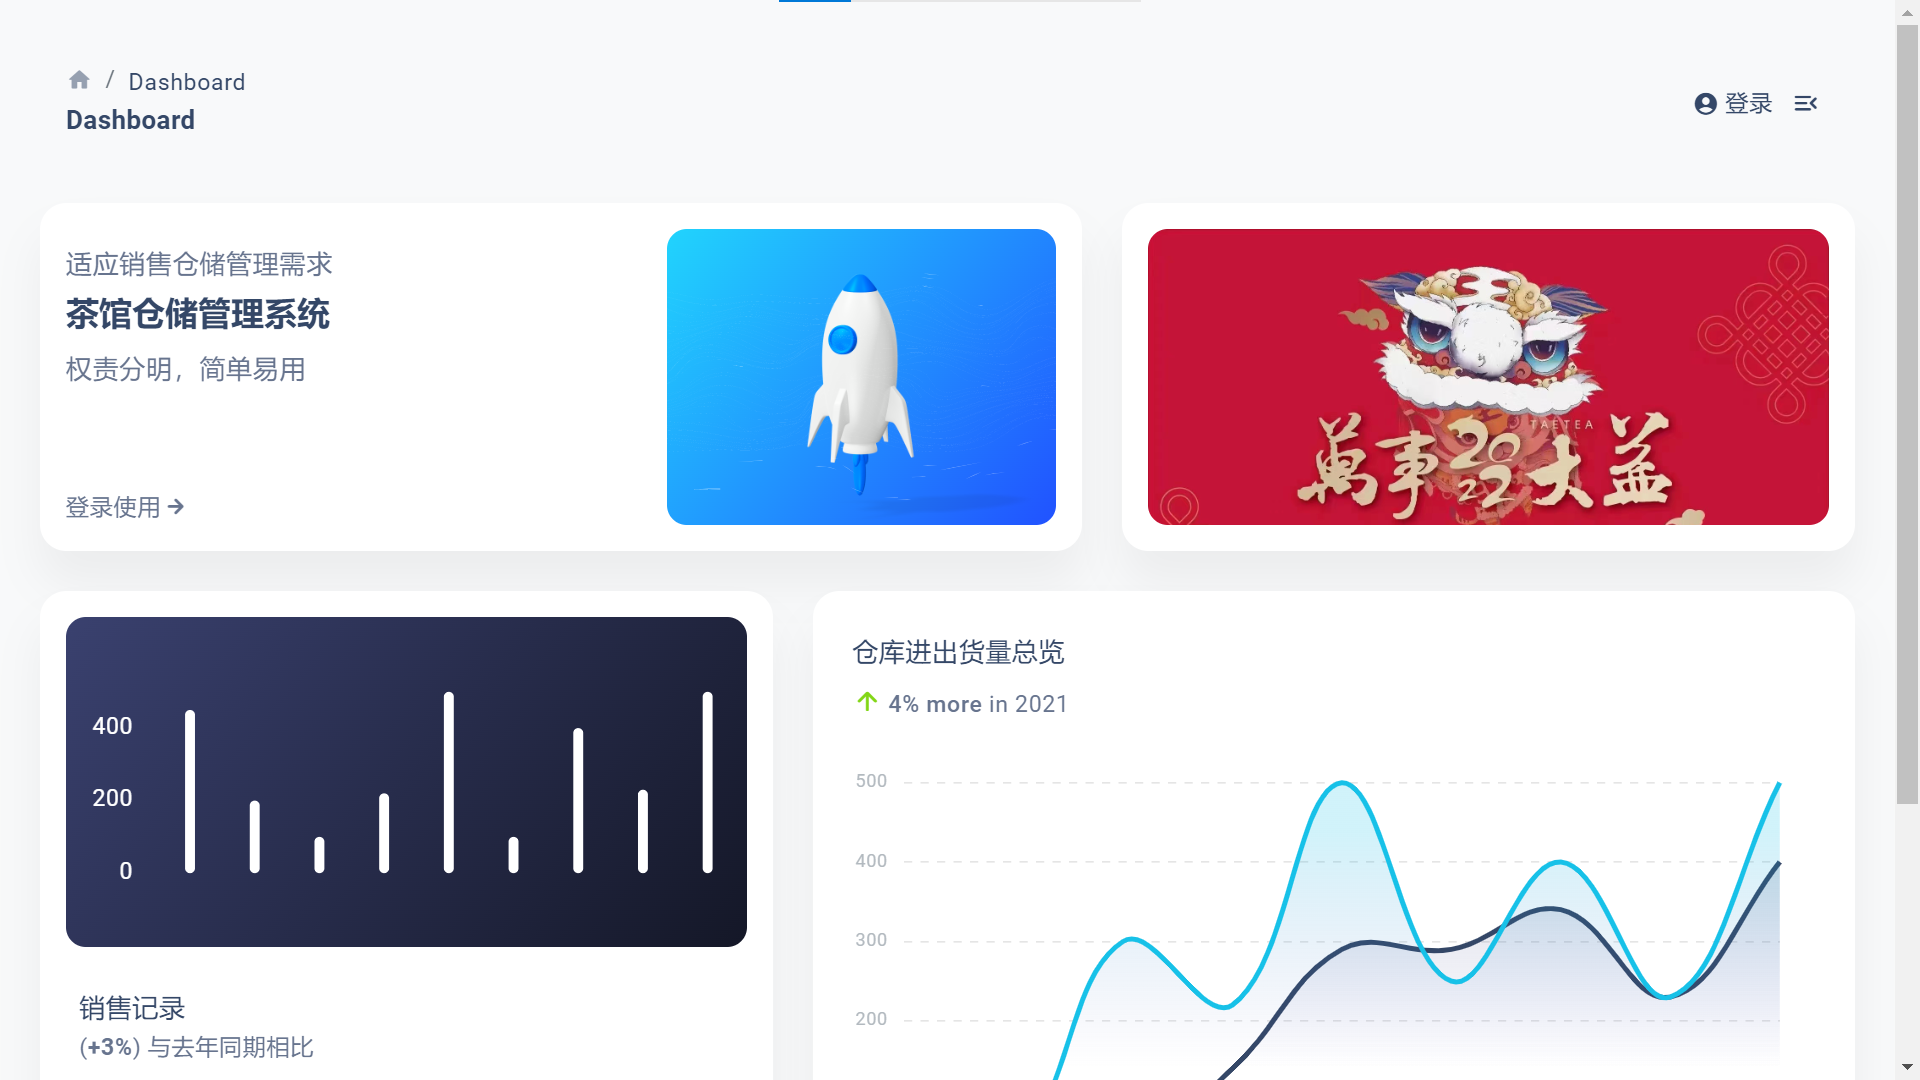 / Dashboard
Dashboard
登录
适应销售仓储管理需求
茶馆仓储管理系统
权责分明，简单易用
登录使用
TAETEA
萬事2022大益
400
200
0
销售记录
(+3%) 与去年同期相比
仓库进出货量总览
4% more in 2021
500
400
300
200